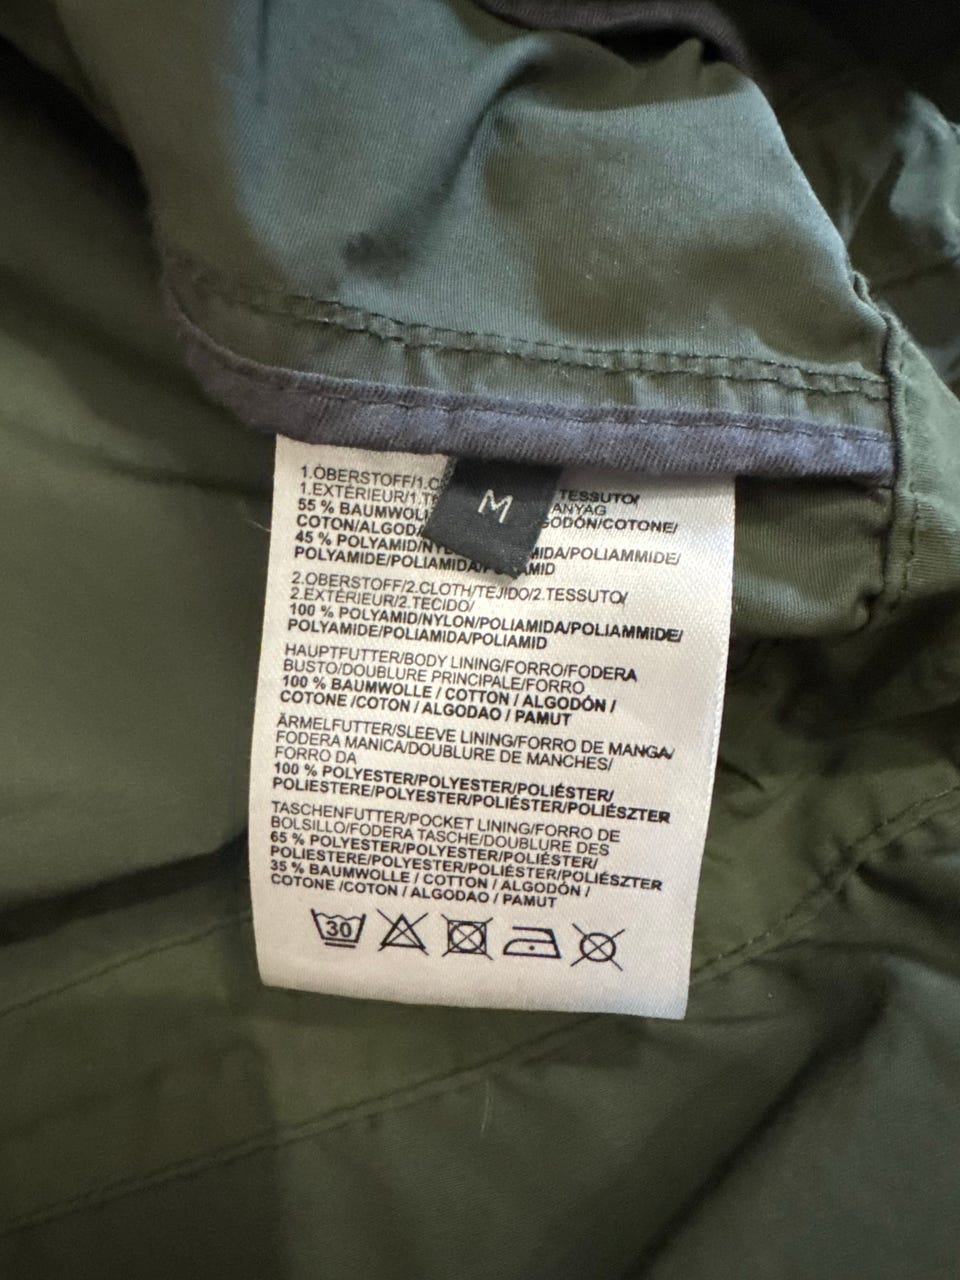 M
1.OBERSTOFF/1.C
TESSUTO/
1.EXTÉRIEUR/1.T
ANYAG
55 % BAUMWOL
GODÓN/COTONE/
COTON/ALGOD
45 % POLYAMID/NY
MIDA/POLIAMMIDE/
POLYAMIDE/POLIAMIDA/
AMID
2.OBERSTOFF/2.CLOTH/TEJIDO/2.TESSUTO/
2.EXTÉRIEUR/2.TECIDO/
100 % POLYAMID/NYLON/POLIAMIDA/POLIAMMIDE/
POLYAMIDE/POLIAMIDA/POLIAMID
HAUPTFUTTER/BODY LINING/FORRO/FODERA
BUSTO/DOUBLURE PRINCIPALE/FORRO
100 % BAUMWOLLE / COTTON / ALGODÓN /
COTONE /COTON / ALGODAO / PAMUT
ÄRMELFUTTER/SLEEVE LINING/FORRO DE MANGA/
FODERA MANICA/DOUBLURE DE MANCHES/
FORRO DA
100 % POLYESTER/POLYESTER/POLIÉSTER/
POLIESTERE/POLYESTER/POLIÉSTER/POLIÉSZTER
TASCHENFUTTER/POCKET LINING/FORRO DE
BOLSILLO/FODERA TASCHE/DOUBLURE DES
65 % POLYESTER/POLYESTER/POLIÉSTER/
POLIESTERE/POLYESTER/POLIÉSTER/POLIÉSZTER
35 % BAUMWOLLE / COTTON / ALGODÓN /
COTONE /COTON / ALGODAO / PAMUT
30